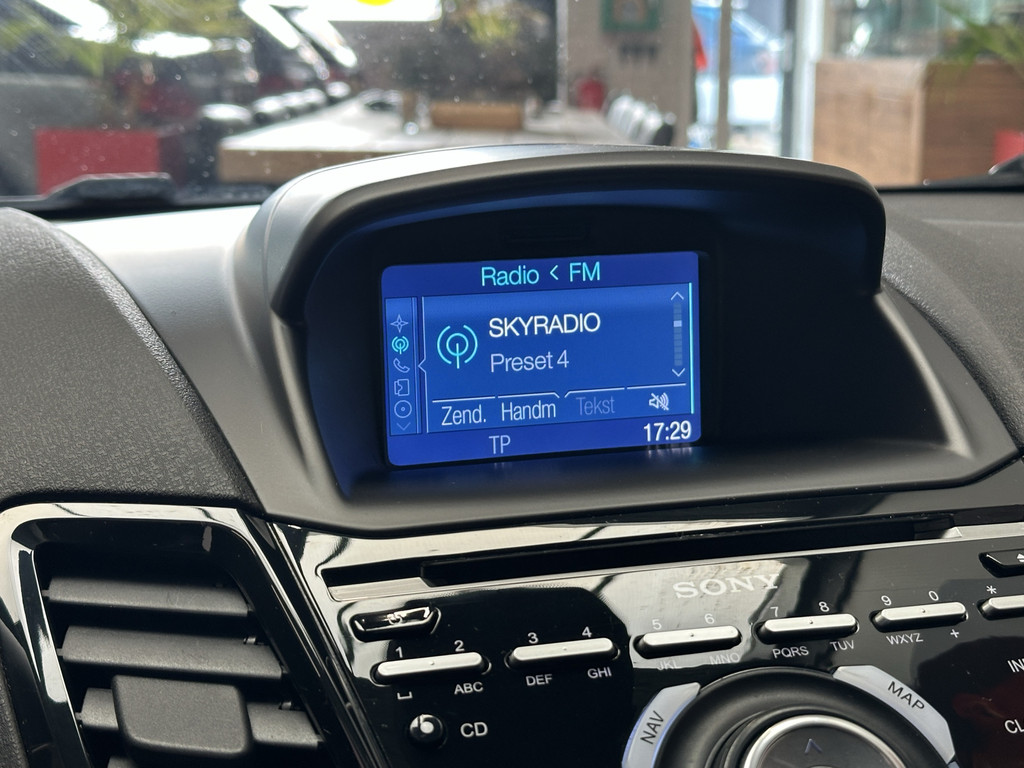 Radio < FM
SKYRADIO
Preset 4
Zend. Handm Tekst
TP 17:29
SONY
1 2 3 4 5 6 7 8 9 0 *
ABC DEF GHI JKL MNO PQRS TUV WXYZ +
CD
NAV
MAP